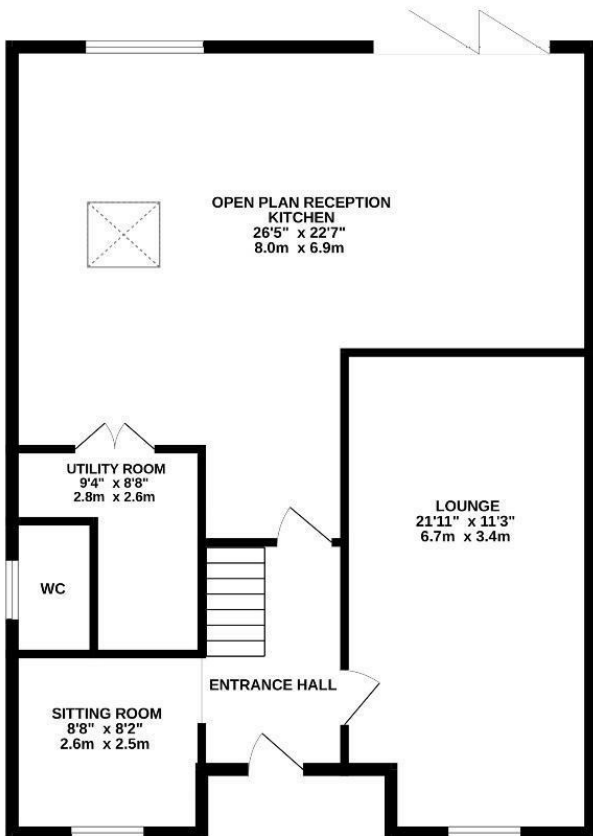 OPEN PLAN RECEPTION
KITCHEN
26'5" x 22'7"
8.0m x 6.9m
UTILITY ROOM
9'4" x 8'8"
2.8m x 2.6m
LOUNGE
21'11" x 11'3"
6.7m x 3.4m
WC
ENTRANCE HALL
SITTING ROOM
8'8" x 8'2"
2.6m x 2.5m